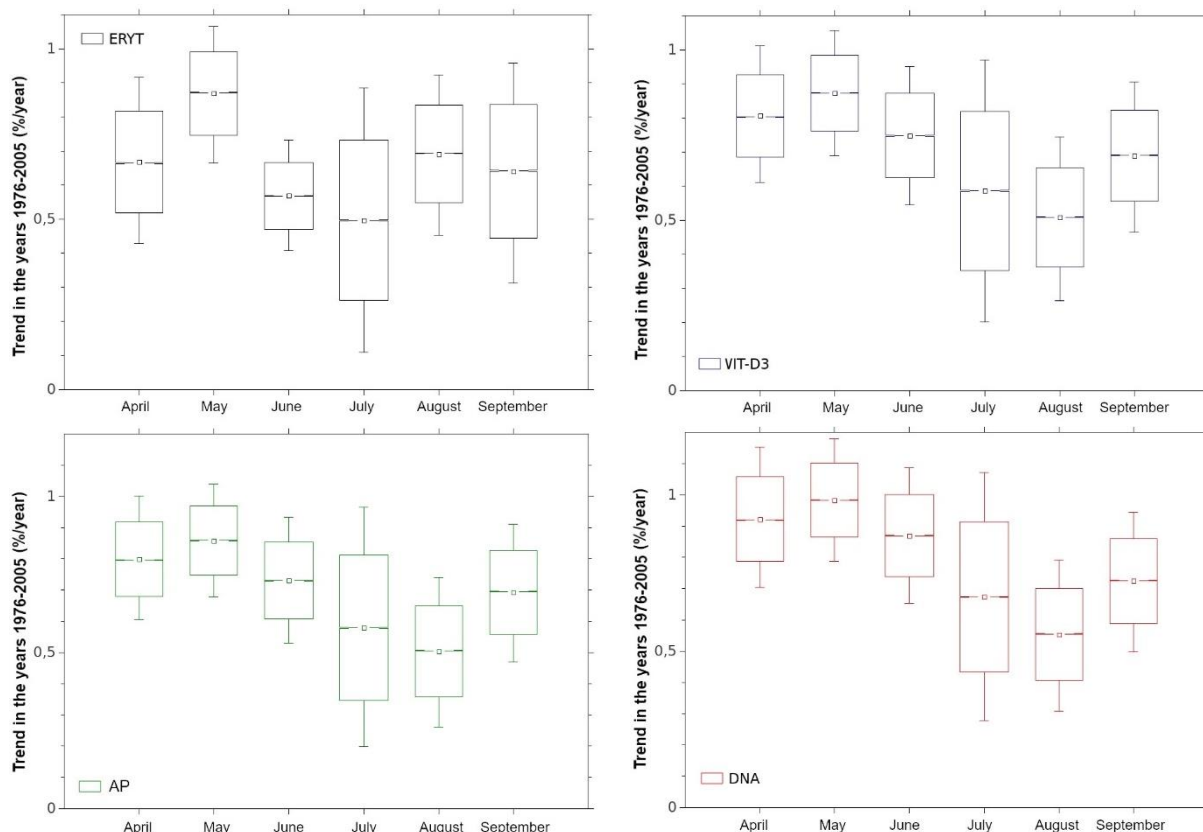 ERYT
Trend in the years 1976-2005 (%/year)
1
0,5
0
April May June July August September
Trend in the years 1976-2005 (%/year)
1
0,5
0
VIT-D3
April May June July August September
Trend in the years 1976-2005 (%/year)
1
0,5
0
AP
April May June July August September
Trend in the years 1976-2005 (%/year)
1
0,5
0
DNA
April May June July August September